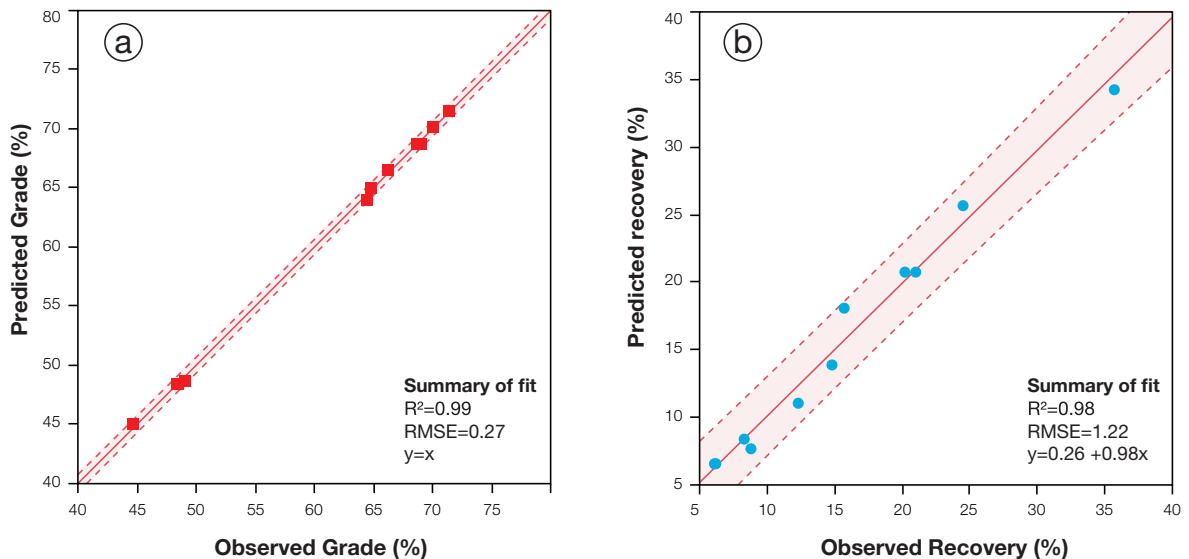 a
80
75
70
65
60
55
50
45
40
40
45
50
55
60
65
70
75
Predicted Grade (%)
Observed Grade (%)
Summary of fit
R²=0.99
RMSE=0.27
y=x
b
40
35
30
25
20
15
10
5
5
10
15
20
25
30
35
40
Predicted recovery (%)
Observed Recovery (%)
Summary of fit
R²=0.98
RMSE=1.22
y=0.26 +0.98x